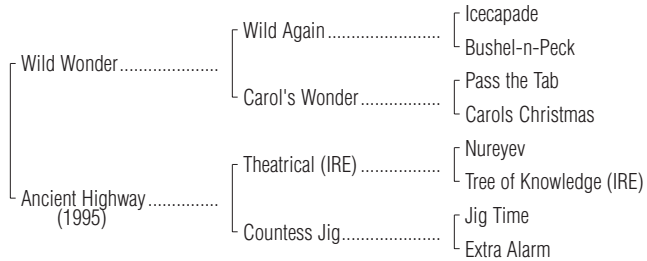 Icecapade
Wild Again
Bushel-n-Peck
Wild Wonder
Pass the Tab
Carol's Wonder
Carols Christmas
Nureyev
Theatrical (IRE)
Tree of Knowledge (IRE)
Ancient Highway
(1995)
Jig Time
Countess Jig
Extra Alarm